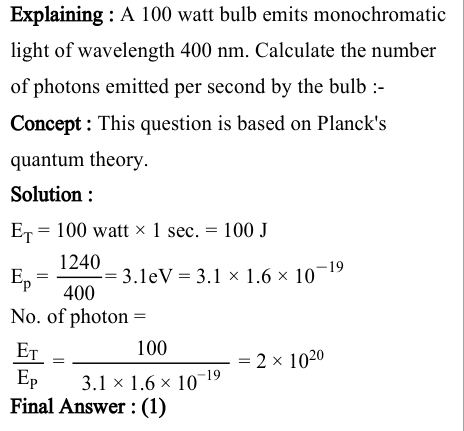 Explaining : A 100 watt bulb emits monochromatic
light of wavelength 400 nm. Calculate the number
of photons emitted per second by the bulb :-
Concept : This question is based on Planck's
quantum theory.
Solution :
E_T = 100 watt × 1 sec. = 100 J
E_p = 1240/400 = 3.1eV = 3.1 × 1.6 × 10^−19
No. of photon =
E_T/E_P = 100/(3.1 × 1.6 × 10^−19) = 2 × 10^20
Final Answer : (1)